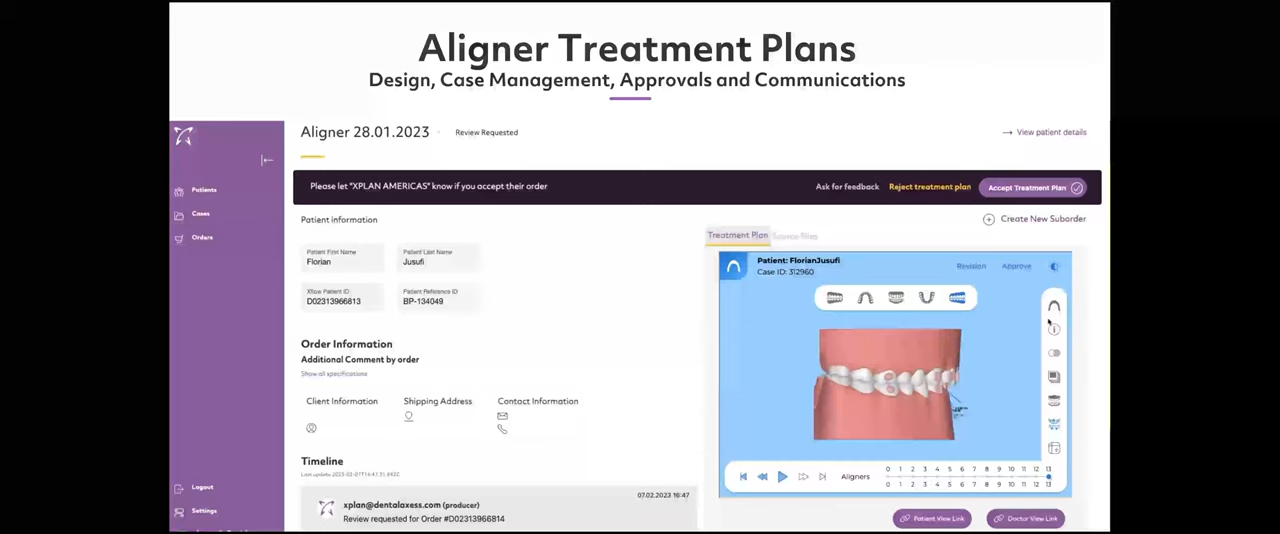 Aligner Treatment Plans
Design, Case Management, Approvals and Communications
Aligner 28.01.2023
Review Requested
View patient details
Please let "XPLAN AMERICAS" know if you accept their order
Ask for feedback
Reject treatment plan
Accept Treatment Plan
Patients
Cases
Orders
Logout
Settings
Patient information
Create New Suborder
Patient First Name
Florian
Patient Last Name
Jusufi
Xflow Patient ID
D02313966813
Patient Reference ID
BP-134049
Order Information
Additional Comment by order
Show all specifications
Client Information
Shipping Address
Contact Information
Timeline
07.02.2023 16:47
xplan@dentalaxess.com (producer)
Review requested for Order #D02313966814
Treatment Plan
Source Files
Patient: FlorianJusufi
Case ID: 312960
Revision
Approve
Aligners
0 1 2 3 4 5 6 7 8 9 10 11 12 13
0 1 2 3 4 5 6 7 8 9 10 11 12 13
Patient View Link
Doctor View Link